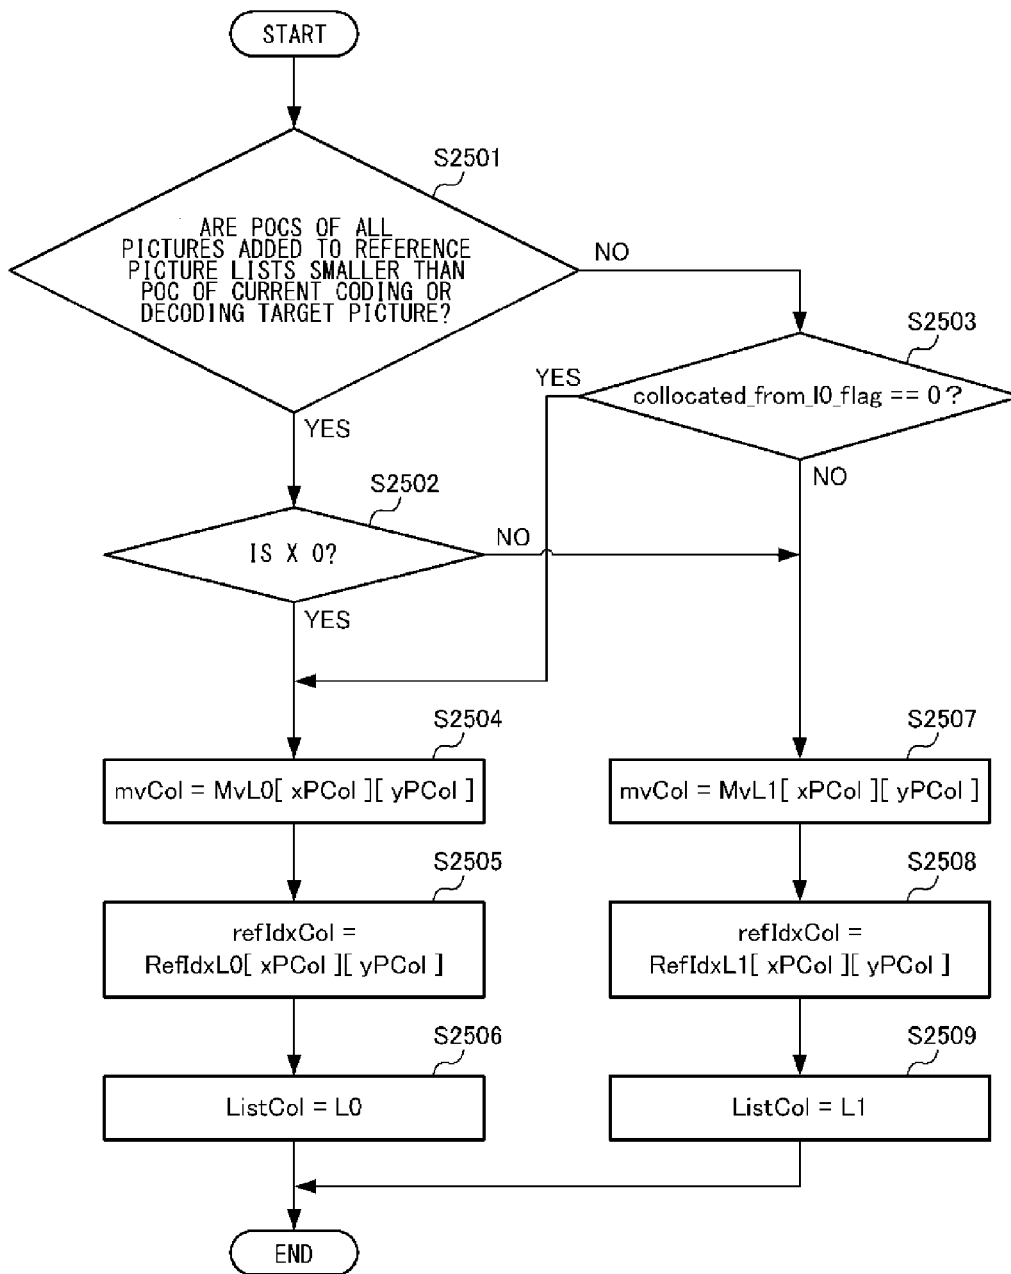 START
S2501
ARE POCS OF ALL
PICTURES ADDED TO REFERENCE
PICTURE LISTS SMALLER THAN
POC OF CURRENT CODING OR
DECODING TARGET PICTURE?
NO
S2503
YES
collocated_from_l0_flag == 0?
YES
NO
S2502
IS X 0?
NO
YES
S2504
mvCol = MvL0[ xPCol ][ yPCol ]
S2507
mvCol = MvL1[ xPCol ][ yPCol ]
S2505
refIdxCol =
RefIdxL0[ xPCol ][ yPCol ]
S2508
refIdxCol =
RefIdxL1[ xPCol ][ yPCol ]
S2506
ListCol = L0
S2509
ListCol = L1
END